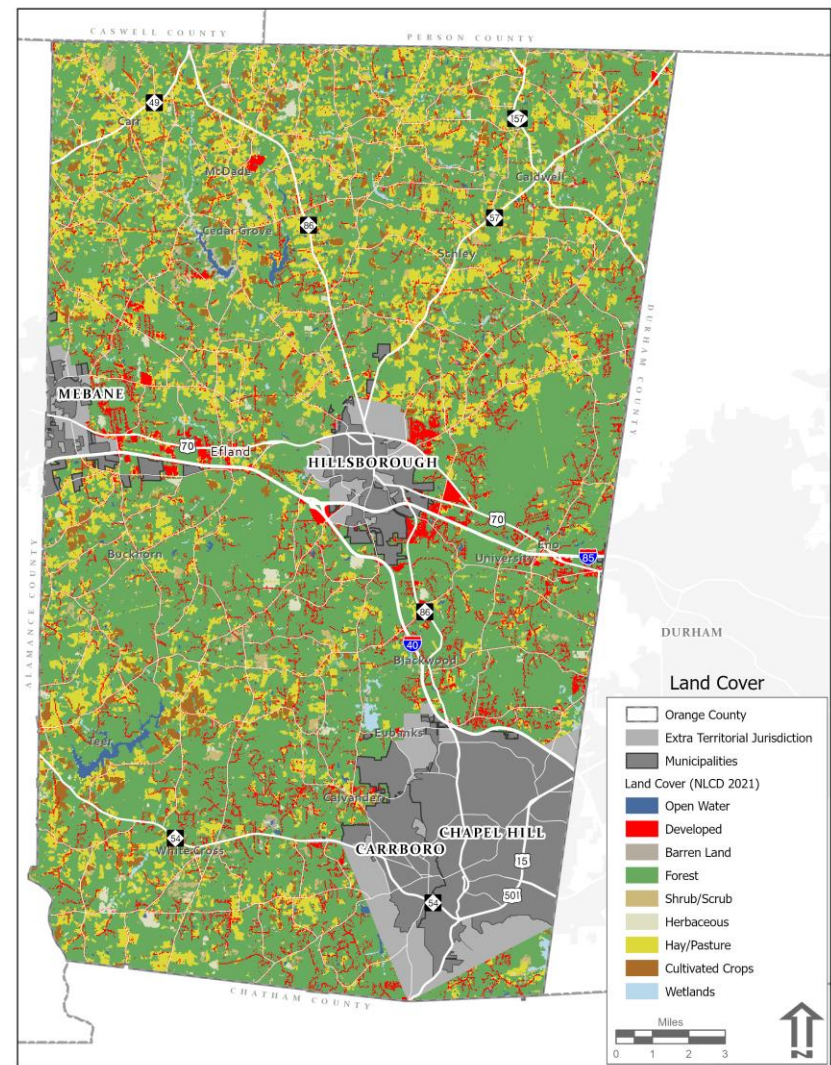 CASWELL COUNTY
PERSON COUNTY
49
Carr
157
McDade
Caldwell
86
57
Cedar Grove
Schley
DURHAM COUNTY
MEBANE
70
Efland
HILLSBOROUGH
70
Eno
University
85
Buckhorn
ALAMANCE COUNTY
86
40
DURHAM
Blackwood
Teer
Eubanks
Calvander
54
White Cross
CARRBORO
CHAPEL HILL
15
501
54
CHATHAM COUNTY
Land Cover
Orange County
Extra Territorial Jurisdiction
Municipalities
Land Cover (NLCD 2021)
Open Water
Developed
Barren Land
Forest
Shrub/Scrub
Herbaceous
Hay/Pasture
Cultivated Crops
Wetlands
Miles
0 1 2 3
N